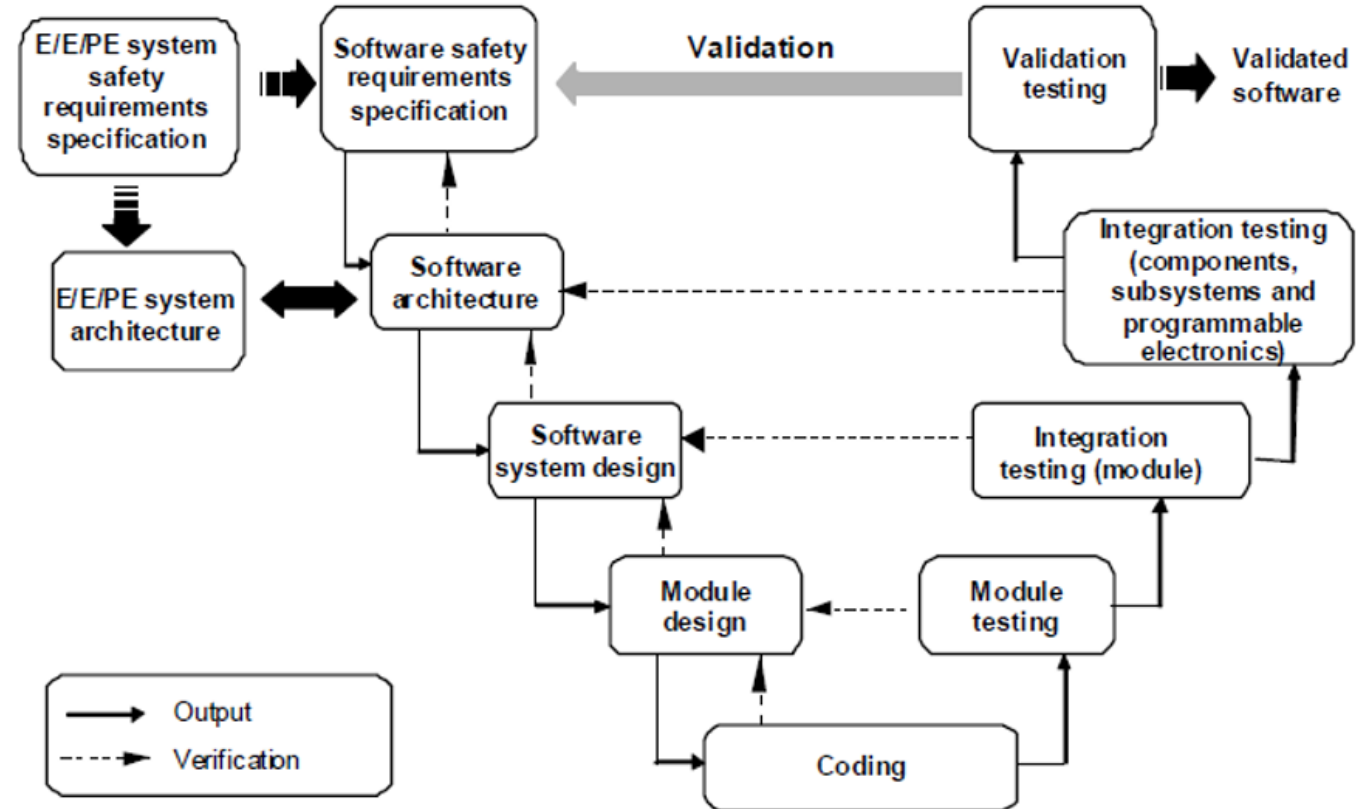 E/E/PE system
safety
requirements
specification
Software safety
requirements
specification
Validation
Validation
testing
Validated
software
E/E/PE system
architecture
Software
architecture
Integration testing
(components,
subsystems and
programmable
electronics)
Software
system design
Integration
testing (module)
Module
design
Module
testing
Output
Verification
Coding